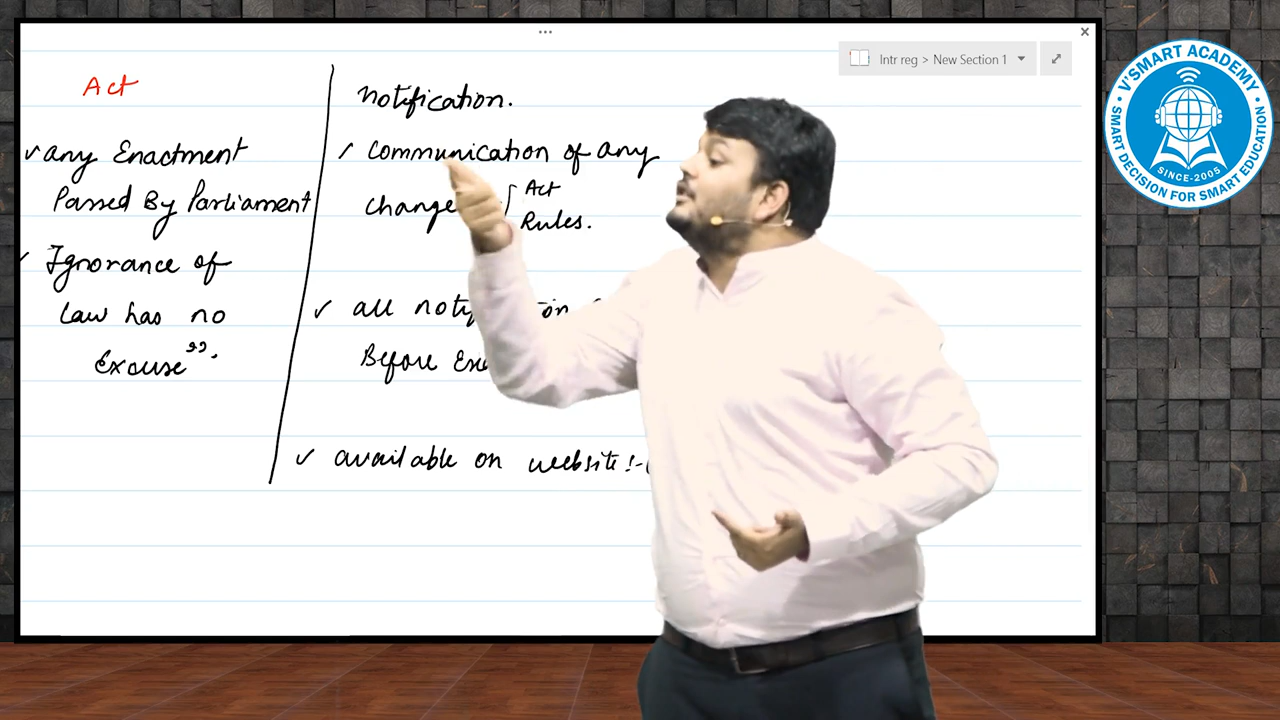 Intr reg > New Section 1
Act
any Enactment
Passed By Parliament
Ignorance of
Law has no
Excuse”.
notification.
Communication of any
change
Act
Rules.
all
Before
available on website:-
V'SMART ACADEMY
SINCE-2005
SMART DECISION FOR SMART EDUCATION